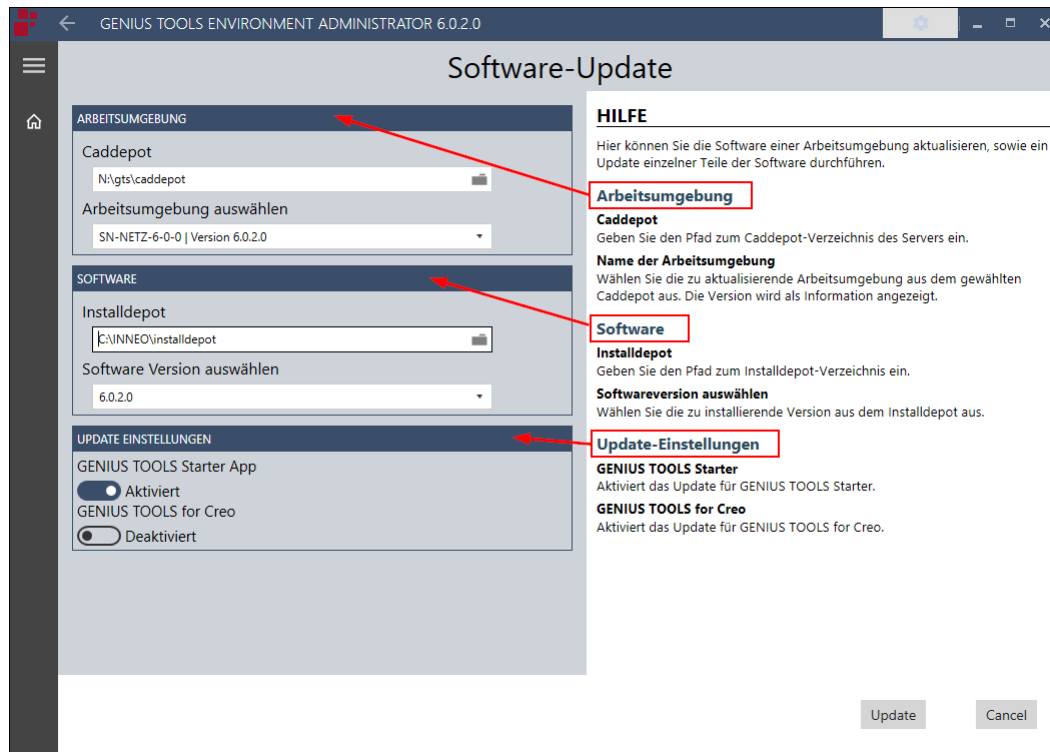 GENIUS TOOLS ENVIRONMENT ADMINISTRATOR 6.0.2.0
Software-Update
ARBEITSUMGEBUNG
Caddepot
N:\gts\caddepot
Arbeitsumgebung auswählen
SN-NETZ-6-0-0 | Version 6.0.2.0
SOFTWARE
Installdepot
C:\INNEO\installdepot
Software Version auswählen
6.0.2.0
UPDATE EINSTELLUNGEN
GENIUS TOOLS Starter App
Aktiviert
GENIUS TOOLS for Creo
Deaktiviert
HILFE
Hier können Sie die Software einer Arbeitsumgebung aktualisieren, sowie ein
Update einzelner Teile der Software durchführen.
Arbeitsumgebung
Caddepot
Geben Sie den Pfad zum Caddepot-Verzeichnis des Servers ein.
Name der Arbeitsumgebung
Wählen Sie die zu aktualisierende Arbeitsumgebung aus dem gewählten
Caddepot aus. Die Version wird als Information angezeigt.
Software
Installdepot
Geben Sie den Pfad zum Installdepot-Verzeichnis ein.
Softwareversion auswählen
Wählen Sie die zu installierende Version aus dem Installdepot aus.
Update-Einstellungen
GENIUS TOOLS Starter
Aktiviert das Update für GENIUS TOOLS Starter.
GENIUS TOOLS for Creo
Aktiviert das Update für GENIUS TOOLS for Creo.
Update
Cancel